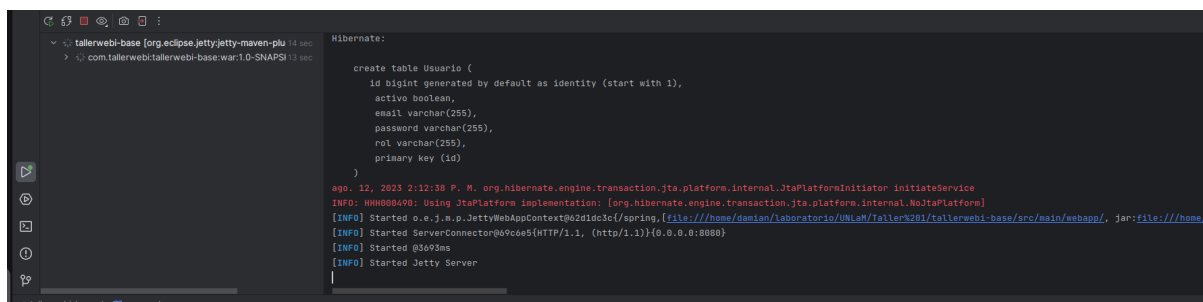 tallerwebi-base [org.eclipse.jetty:jetty-maven-plu 14 sec
com.tallerwebi:tallerwebi-base:war:1.0-SNAPSI 13 sec
Hibernate:
create table Usuario (
id bigint generated by default as identity (start with 1),
activo boolean,
email varchar(255),
password varchar(255),
rol varchar(255),
primary key (id)
)
ago. 12, 2023 2:12:38 P. M. org.hibernate.engine.transaction.jta.platform.internal.JtaPlatformInitiator initiateService
INFO: HHH000490: Using JtaPlatform implementation: [org.hibernate.engine.transaction.jta.platform.internal.NoJtaPlatform]
[INFO] Started o.e.j.m.p.JettyWebAppContext@62d1dc3c{/spring,[file:///home/damian/laboratorio/UNLaM/Taller%201/tallerwebi-base/src/main/webapp/, jar:file:///home
[INFO] Started ServerConnector@69c6e5{HTTP/1.1, (http/1.1)}{0.0.0.0:8080}
[INFO] Started @3693ms
[INFO] Started Jetty Server